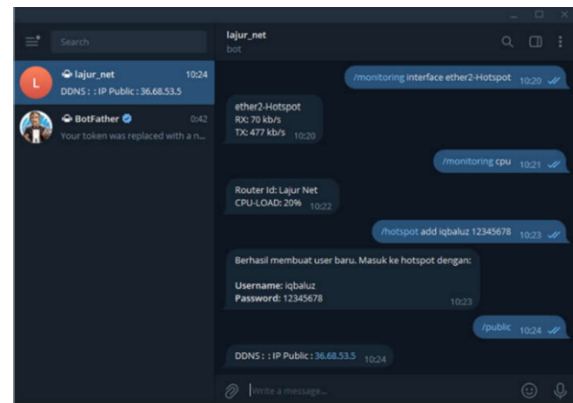 Search
lajur_net
10:24
DDNS : : IP Public : 36.68.53.5
BotFather
0:42
Your token was replaced with a n...
lajur_net
bot
/monitoring interface ether2-Hotspot 10:20
ether2-Hotspot
RX: 70 kb/s
TX: 477 kb/s 10:20
/monitoring cpu 10:21
Router Id: Lajur Net
CPU-LOAD: 20% 10:22
/hotspot add iqbaluz 12345678 10:23
Berhasil membuat user baru. Masuk ke hotspot dengan:
Username: iqbaluz
Password: 12345678
10:23
/public 10:24
DDNS : : IP Public : 36.68.53.5 10:24
Write a message...
L